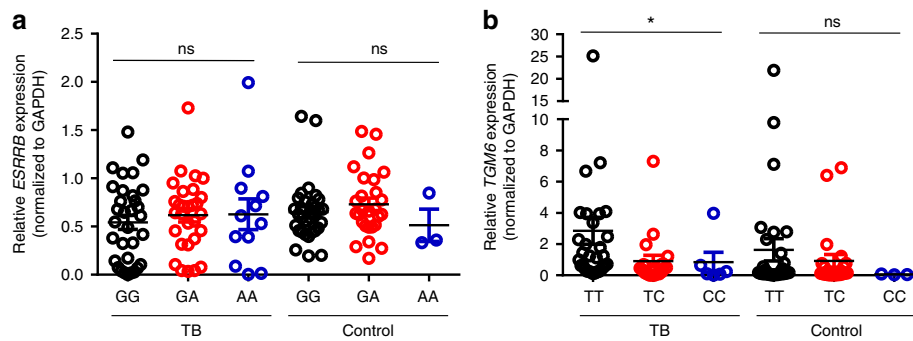 a
Relative ESRRB expression
(normalized to GAPDH)
2.5
2.0
1.5
1.0
0.5
0.0
ns
ns
GG GA AA GG GA AA
TB Control
b
Relative TGM6 expression
(normalized to GAPDH)
30
25
20
15
10
8
6
4
2
0
*
ns
TT TC CC TT TC CC
TB Control